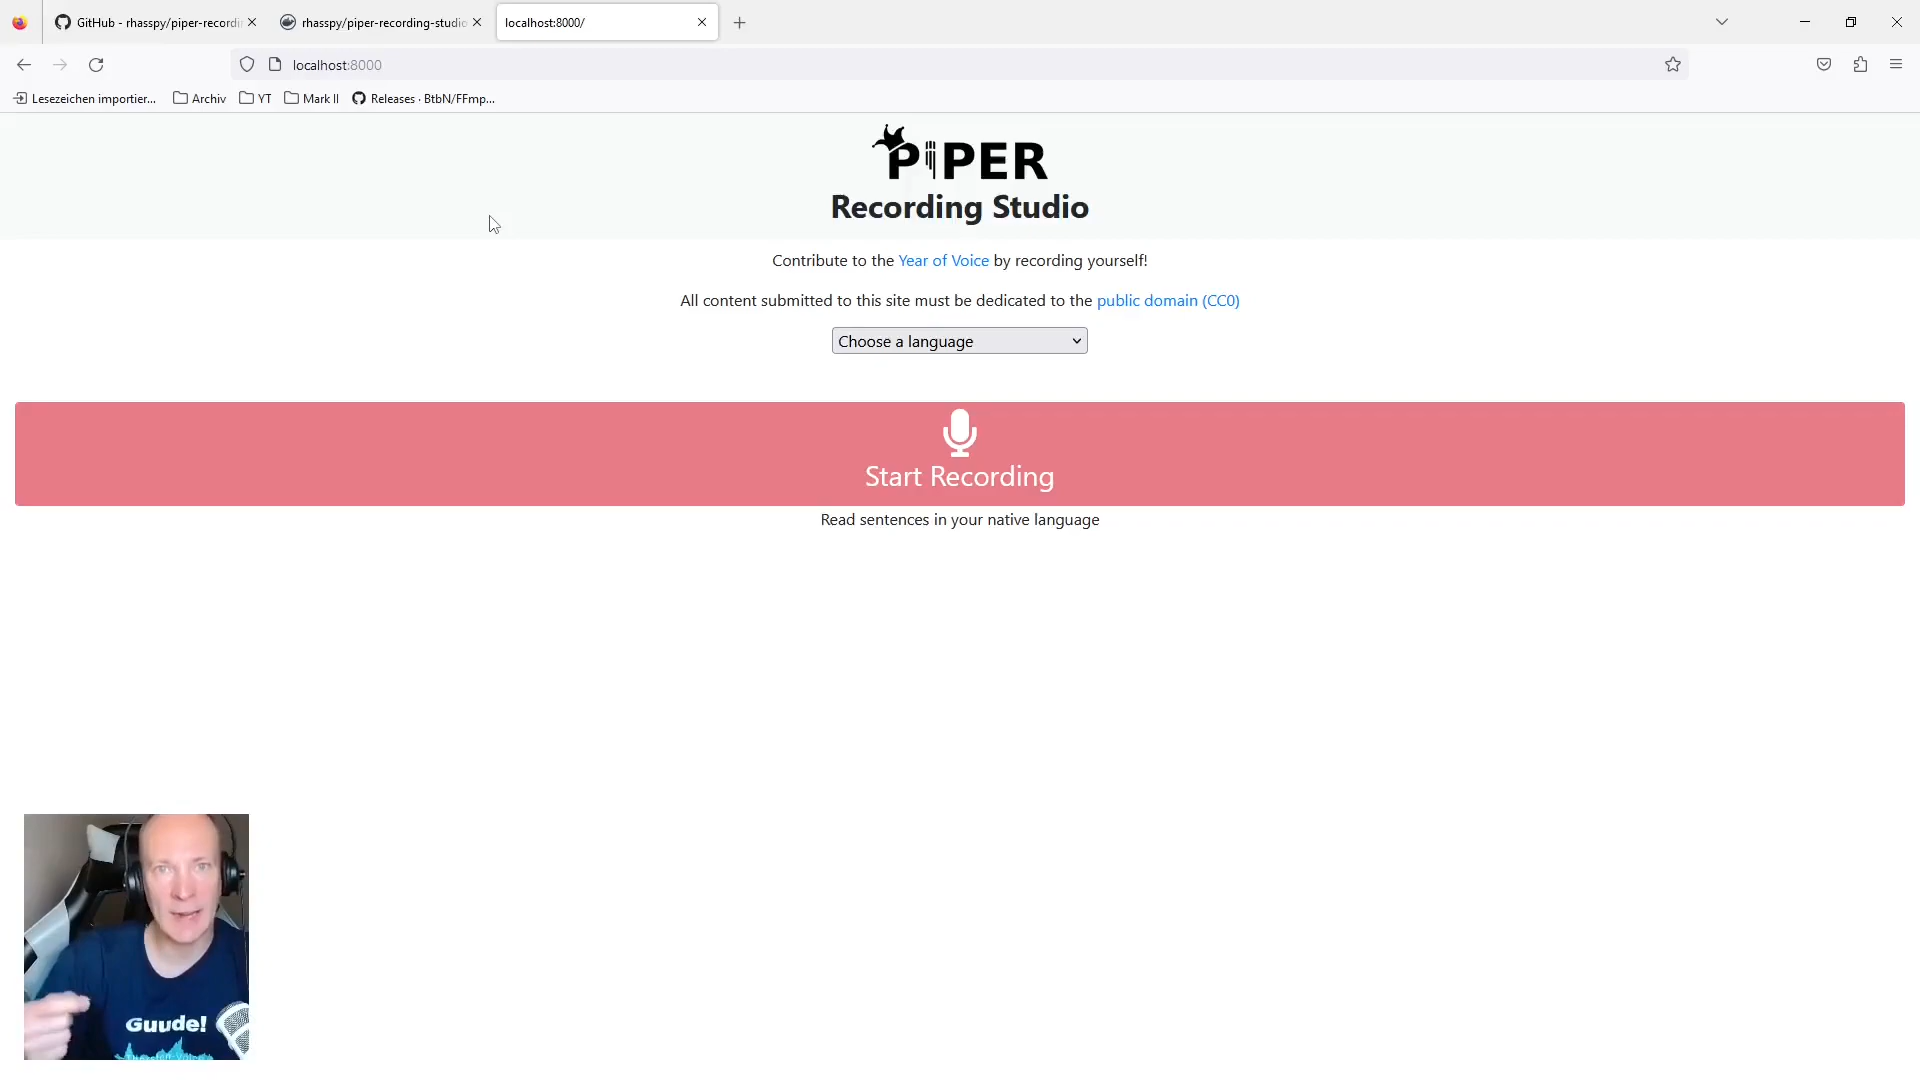 GitHub - rhasspy/piper-recordi
rhasspy/piper-recording-studio
localhost:8000/
localhost:8000
Lesezeichen importier...
Archiv
YT
Mark II
Releases · BtbN/FFmp...
PIPER
Recording Studio
Contribute to the Year of Voice by recording yourself!
All content submitted to this site must be dedicated to the public domain (CC0)
Choose a language
Start Recording
Read sentences in your native language
Guude!
Thorsten-Voice